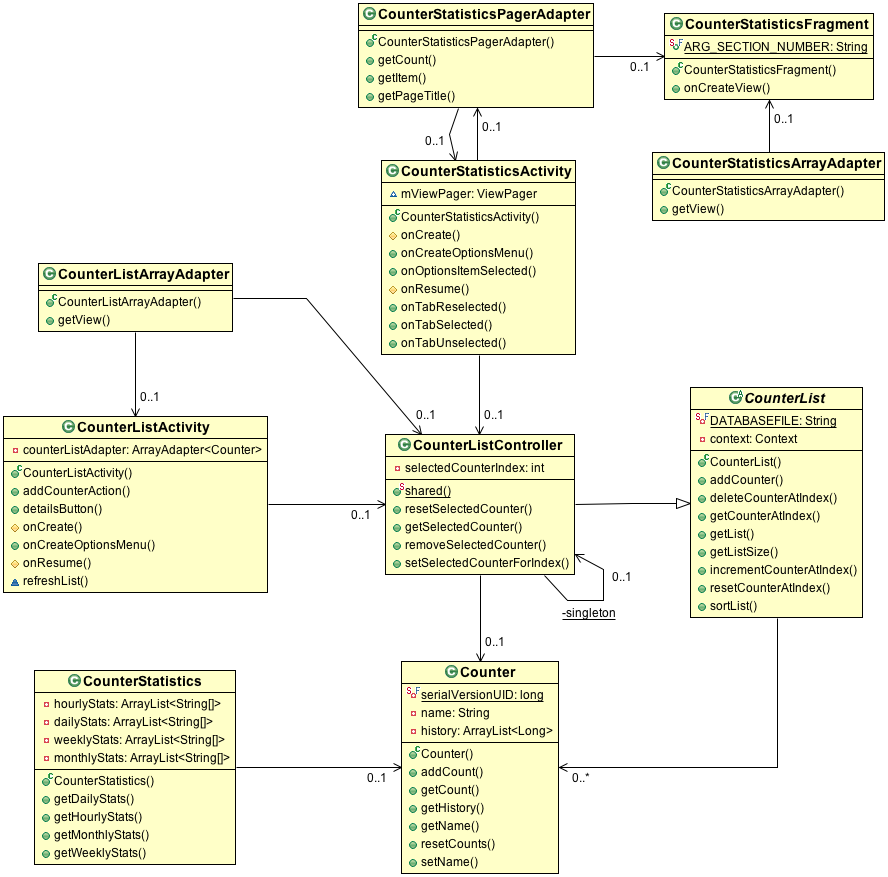 CounterStatisticsPagerAdapter
CounterStatisticsPagerAdapter()
getCount()
getItem()
getPageTitle()
0..1
CounterStatisticsFragment
ARG_SECTION_NUMBER: String
CounterStatisticsFragment()
onCreateView()
0..1
0..1
0..1
CounterStatisticsArrayAdapter
CounterStatisticsArrayAdapter()
getView()
CounterStatisticsActivity
mViewPager: ViewPager
CounterStatisticsActivity()
onCreate()
onCreateOptionsMenu()
onOptionsItemSelected()
onResume()
onTabReselected()
onTabSelected()
onTabUnselected()
CounterListArrayAdapter
CounterListArrayAdapter()
getView()
0..1
0..1
0..1
CounterListActivity
counterListAdapter: ArrayAdapter<Counter>
CounterListActivity()
addCounterAction()
detailsButton()
onCreate()
onCreateOptionsMenu()
onResume()
refreshList()
0..1
CounterListController
selectedCounterIndex: int
shared()
resetSelectedCounter()
getSelectedCounter()
removeSelectedCounter()
setSelectedCounterForIndex()
0..1
-singleton
CounterList
DATABASEFILE: String
context: Context
CounterList()
addCounter()
deleteCounterAtIndex()
getCounterAtIndex()
getList()
getListSize()
incrementCounterAtIndex()
resetCounterAtIndex()
sortList()
0..1
CounterStatistics
hourlyStats: ArrayList<String[]>
dailyStats: ArrayList<String[]>
weeklyStats: ArrayList<String[]>
monthlyStats: ArrayList<String[]>
CounterStatistics()
getDailyStats()
getHourlyStats()
getMonthlyStats()
getWeeklyStats()
0..1
Counter
serialVersionUID: long
name: String
history: ArrayList<Long>
Counter()
addCount()
getCount()
getHistory()
getName()
resetCounts()
setName()
0..*